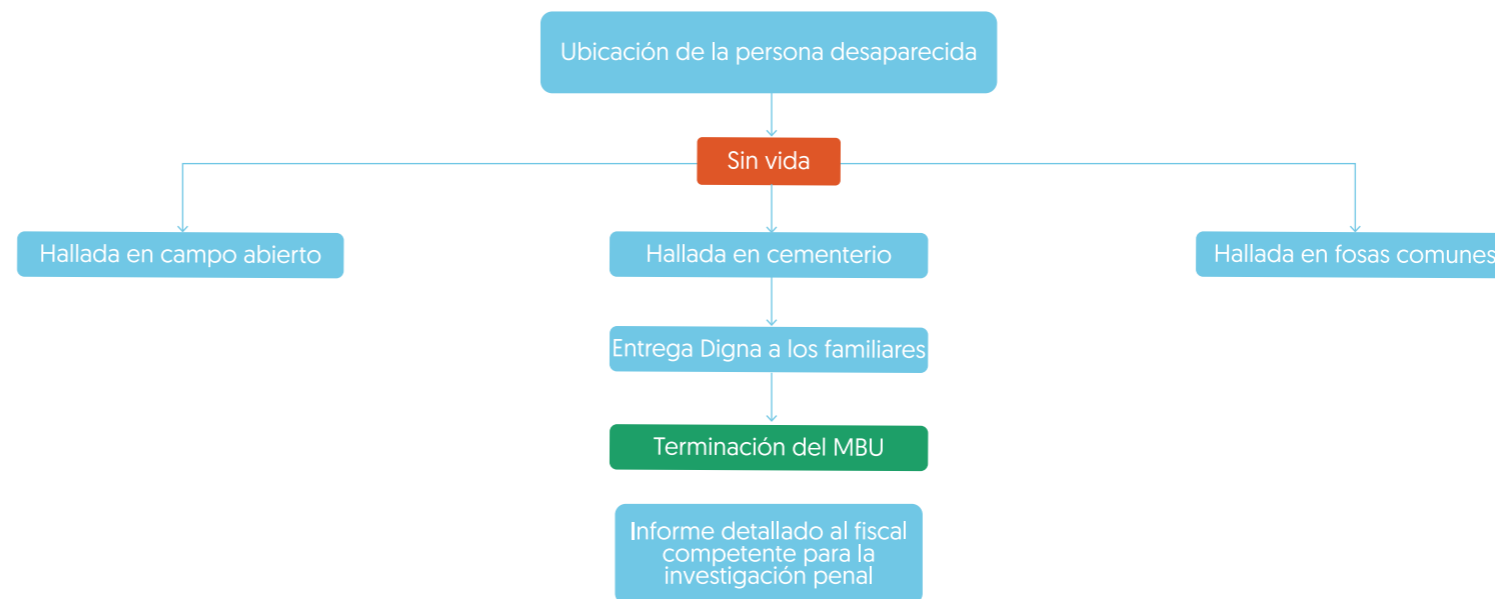 Ubicación de la persona desaparecida
Sin vida
Hallada en campo abierto
Hallada en cementerio
Hallada en fosas comunes
Entrega Digna a los familiares
Terminación del MBU
Informe detallado al fiscal
competente para la
investigación penal